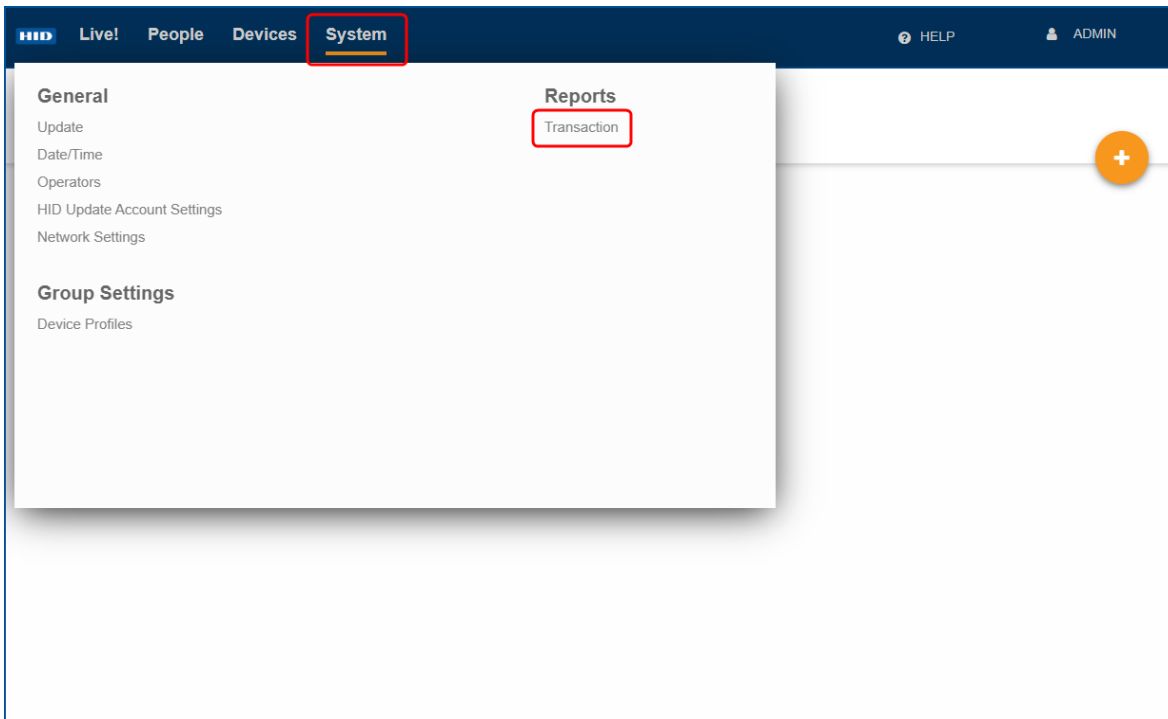 HID Live! People Devices System HELP ADMIN
General
Update
Date/Time
Operators
HID Update Account Settings
Network Settings
Group Settings
Device Profiles
Reports
Transaction